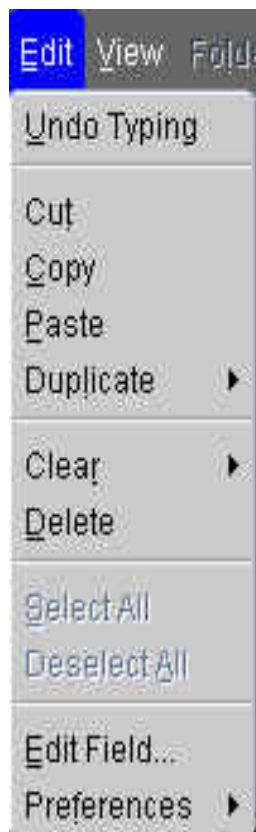 Edit View
Undo Typing
Cut
Copy
Paste
Duplicate
Clear
Delete
Select All
Deselect All
Edit Field...
Preferences